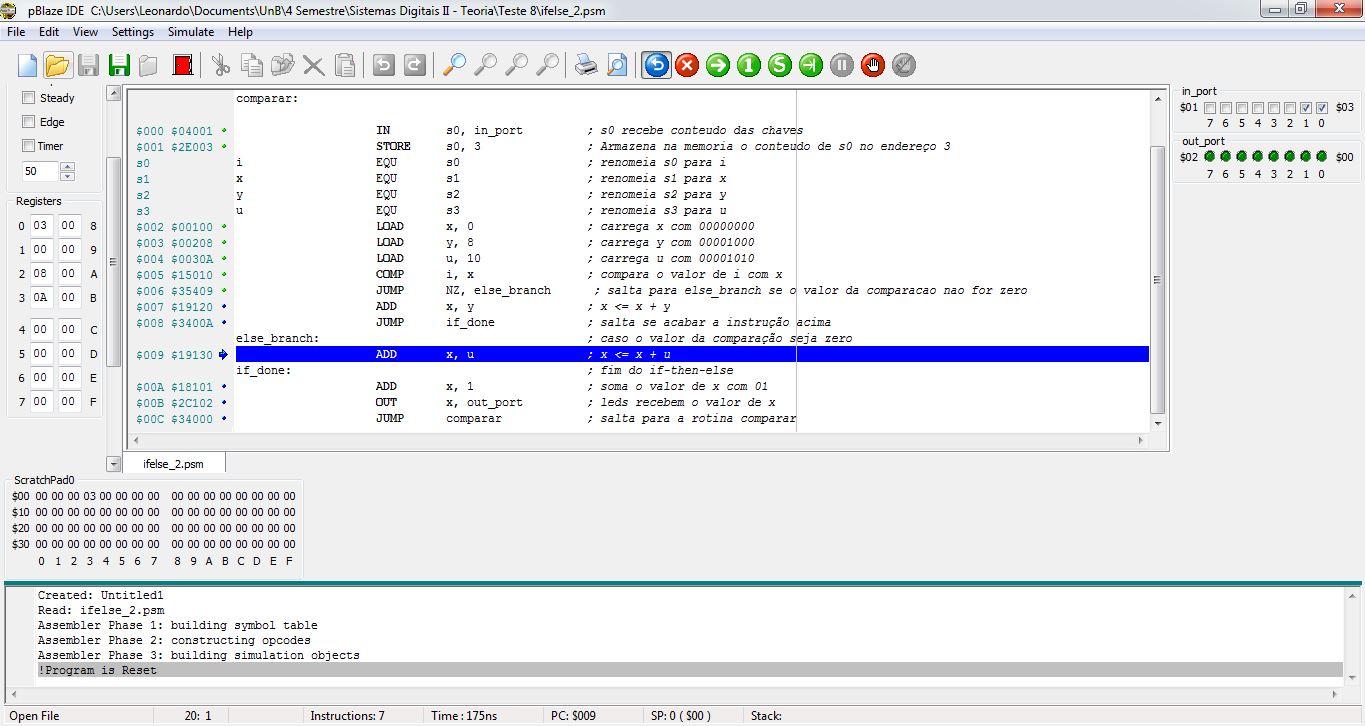 pBlaze IDE C:\Users\Leonardo\Documents\UnB\4 Semestre\Sistemas Digitais II - Teoria\Teste 8\ifelse_2.psm
File Edit View Settings Simulate Help
Steady
Edge
Timer
50
Registers
0 03 00 8
1 00 00 9
2 08 00 A
3 0A 00 B
4 00 00 C
5 00 00 D
6 00 00 E
7 00 00 F
comparar:
$000 $04001 IN s0, in_port ; s0 recebe conteudo das chaves
$001 $2E003 STORE s0, 3 ; Armazena na memoria o conteudo de s0 no endereço 3
s0 i EQU s0 ; renomeia s0 para i
s1 x EQU s1 ; renomeia s1 para x
s2 y EQU s2 ; renomeia s2 para y
s3 u EQU s3 ; renomeia s3 para u
$002 $00100 LOAD x, 0 ; carrega x com 00000000
$003 $00208 LOAD y, 8 ; carrega y com 00001000
$004 $0030A LOAD u, 10 ; carrega u com 00001010
$005 $15010 COMP i, x ; compara o valor de i com x
$006 $35409 JUMP NZ, else_branch ; salta para else_branch se o valor da comparacao nao for zero
$007 $19120 ADD x, y ; x <= x + y
$008 $3400A JUMP if_done ; salta se acabar a instrução acima
else_branch: ; caso o valor da comparação seja zero
$009 $19130 ADD x, u ; x <= x + u
if_done: ; fim do if-then-else
$00A $18101 ADD x, 1 ; soma o valor de x com 01
$00B $2C102 OUT x, out_port ; leds recebem o valor de x
$00C $34000 JUMP comparar ; salta para a rotina comparar
ifelse_2.psm
in_port
$01 $03
7 6 5 4 3 2 1 0
out_port
$02 $00
7 6 5 4 3 2 1 0
ScratchPad0
$00 00 00 00 03 00 00 00 00 00 00 00 00 00 00 00 00
$10 00 00 00 00 00 00 00 00 00 00 00 00 00 00 00 00
$20 00 00 00 00 00 00 00 00 00 00 00 00 00 00 00 00
$30 00 00 00 00 00 00 00 00 00 00 00 00 00 00 00 00
0 1 2 3 4 5 6 7 8 9 A B C D E F
Created: Untitled1
Read: ifelse_2.psm
Assembler Phase 1: building symbol table
Assembler Phase 2: constructing opcodes
Assembler Phase 3: building simulation objects
!Program is Reset
Open File 20: 1 Instructions: 7 Time : 175ns PC: $009 SP: 0 ( $00 ) Stack: